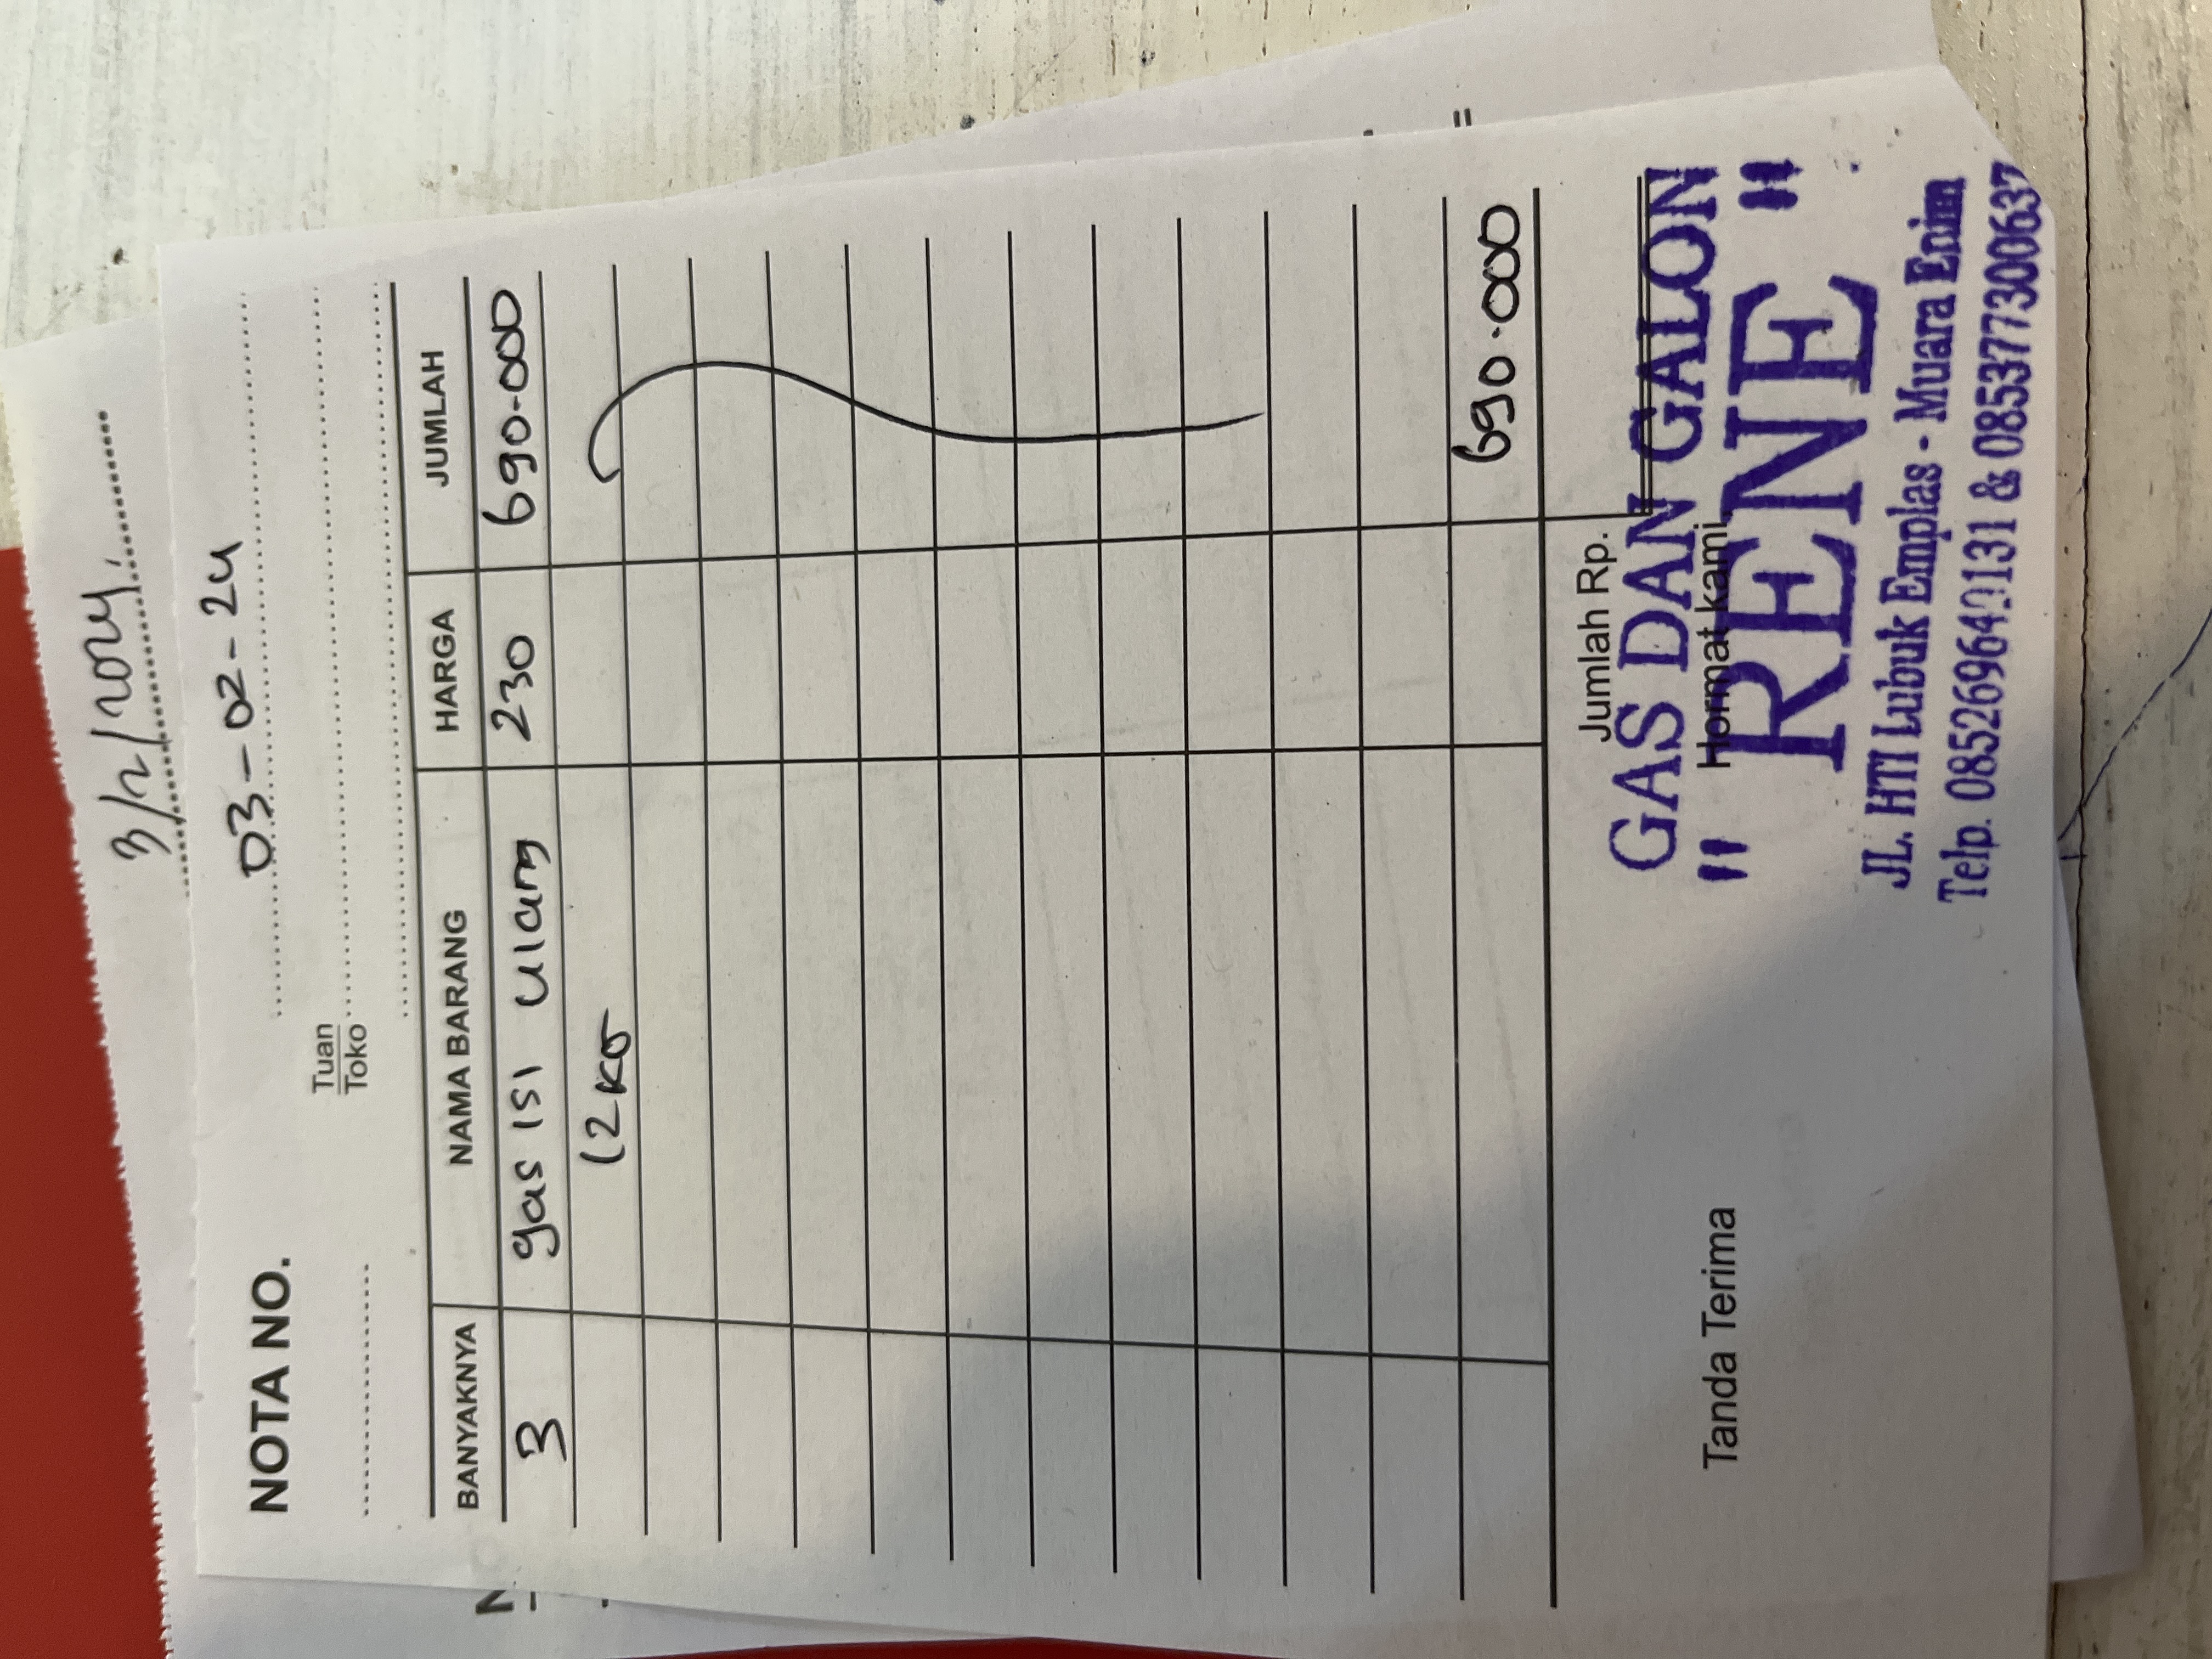 3/2/2024
NOTA NO.
03-02-24
Tuan
Toko
BANYAKNYA NAMA BARANG HARGA JUMLAH
3 gas isi ulang 230 690.000
12 KG
690.000
Jumlah Rp.
Tanda Terima Hormat kami,
GAS DAN GALON
" RENE "
JL. HTI Lubuk Emplas - Muara Enim
& 085377300637